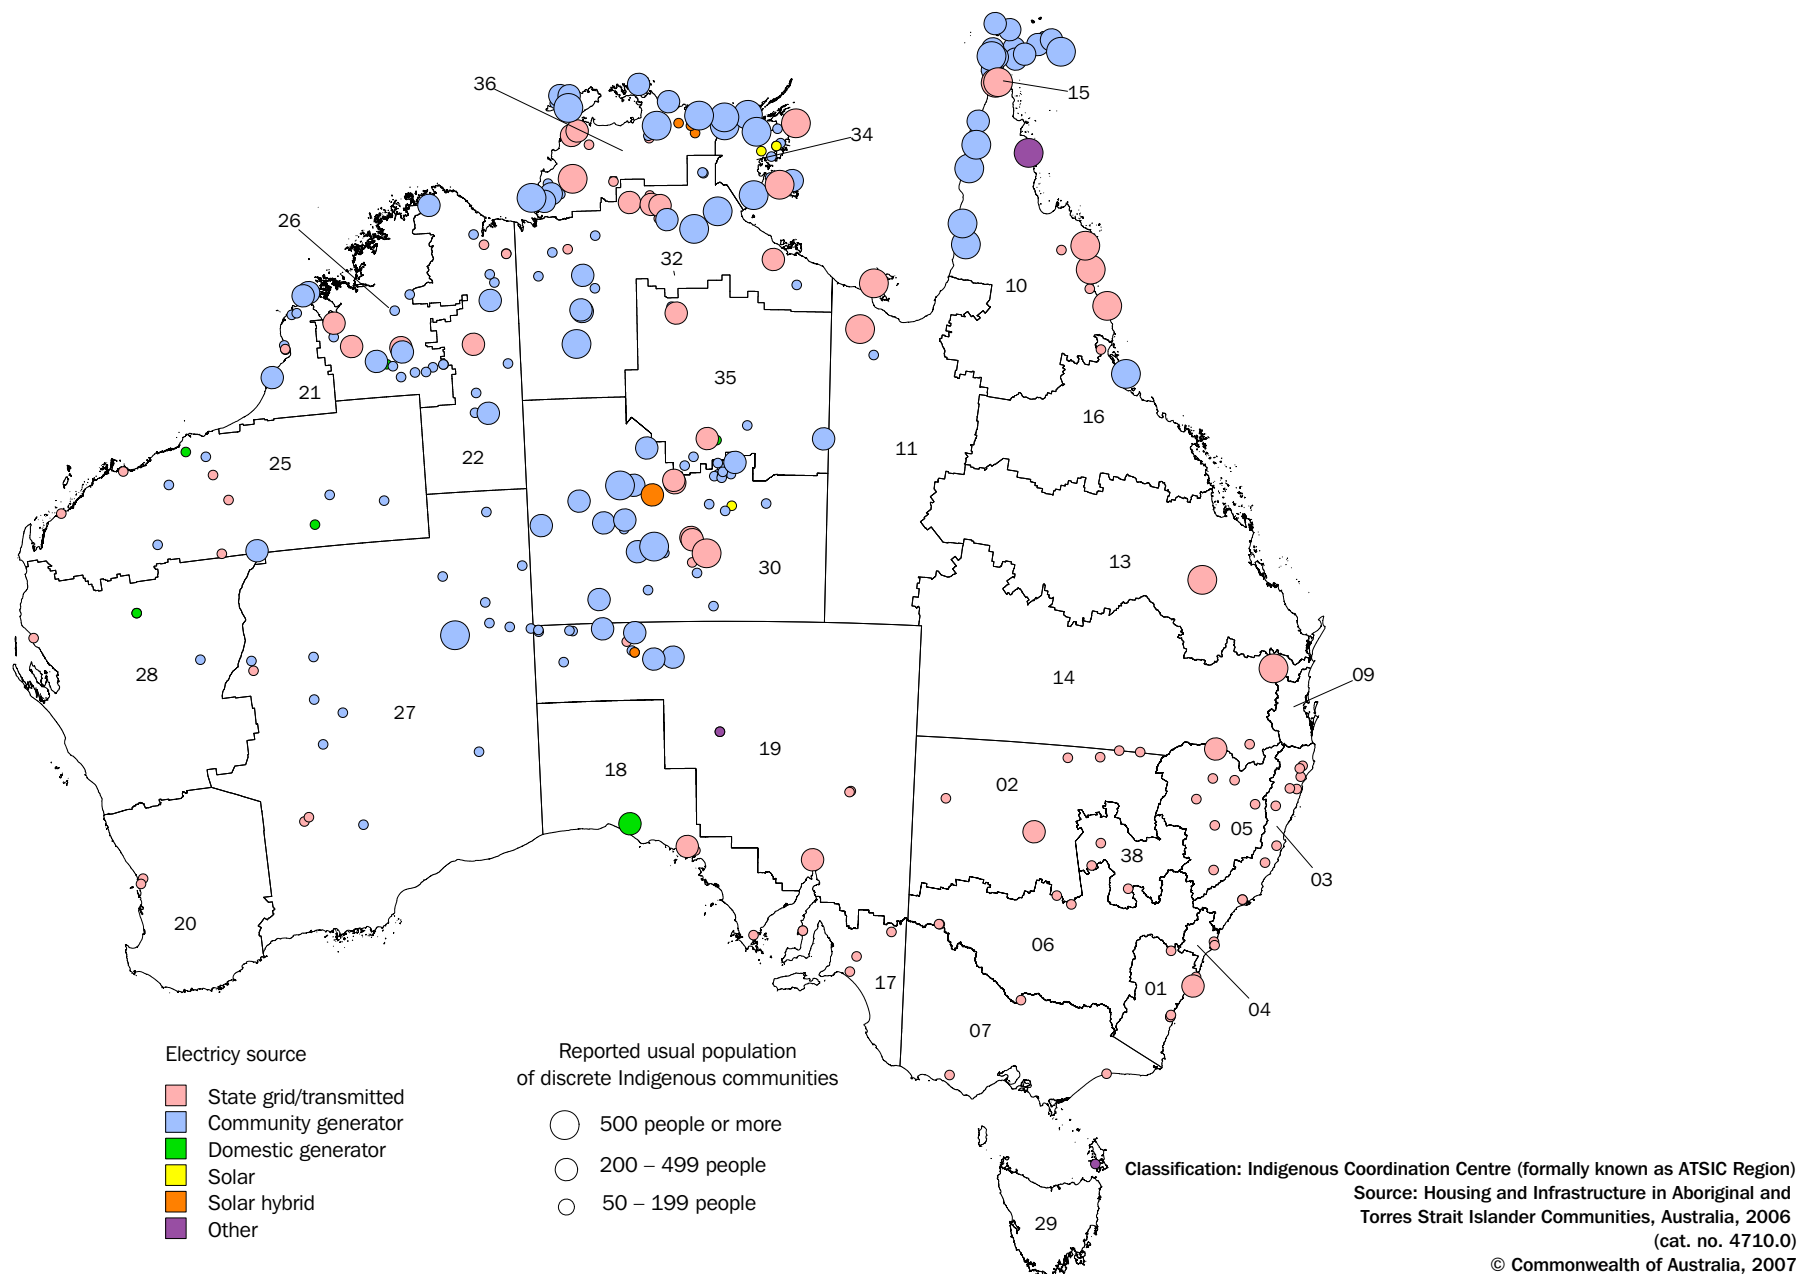 36
15
34
26
32
10
35
21
16
25
22
11
13
30
28
14
09
27
19
18
02
05
38
03
20
06
17
01
04
07
29
Electricy source
State grid/transmitted
Community generator
Domestic generator
Solar
Solar hybrid
Other
Reported usual population
of discrete Indigenous communities
500 people or more
200 – 499 people
50 – 199 people
Classification: Indigenous Coordination Centre (formally known as ATSIC Region)
Source: Housing and Infrastructure in Aboriginal and
Torres Strait Islander Communities, Australia, 2006
(cat. no. 4710.0)
© Commonwealth of Australia, 2007